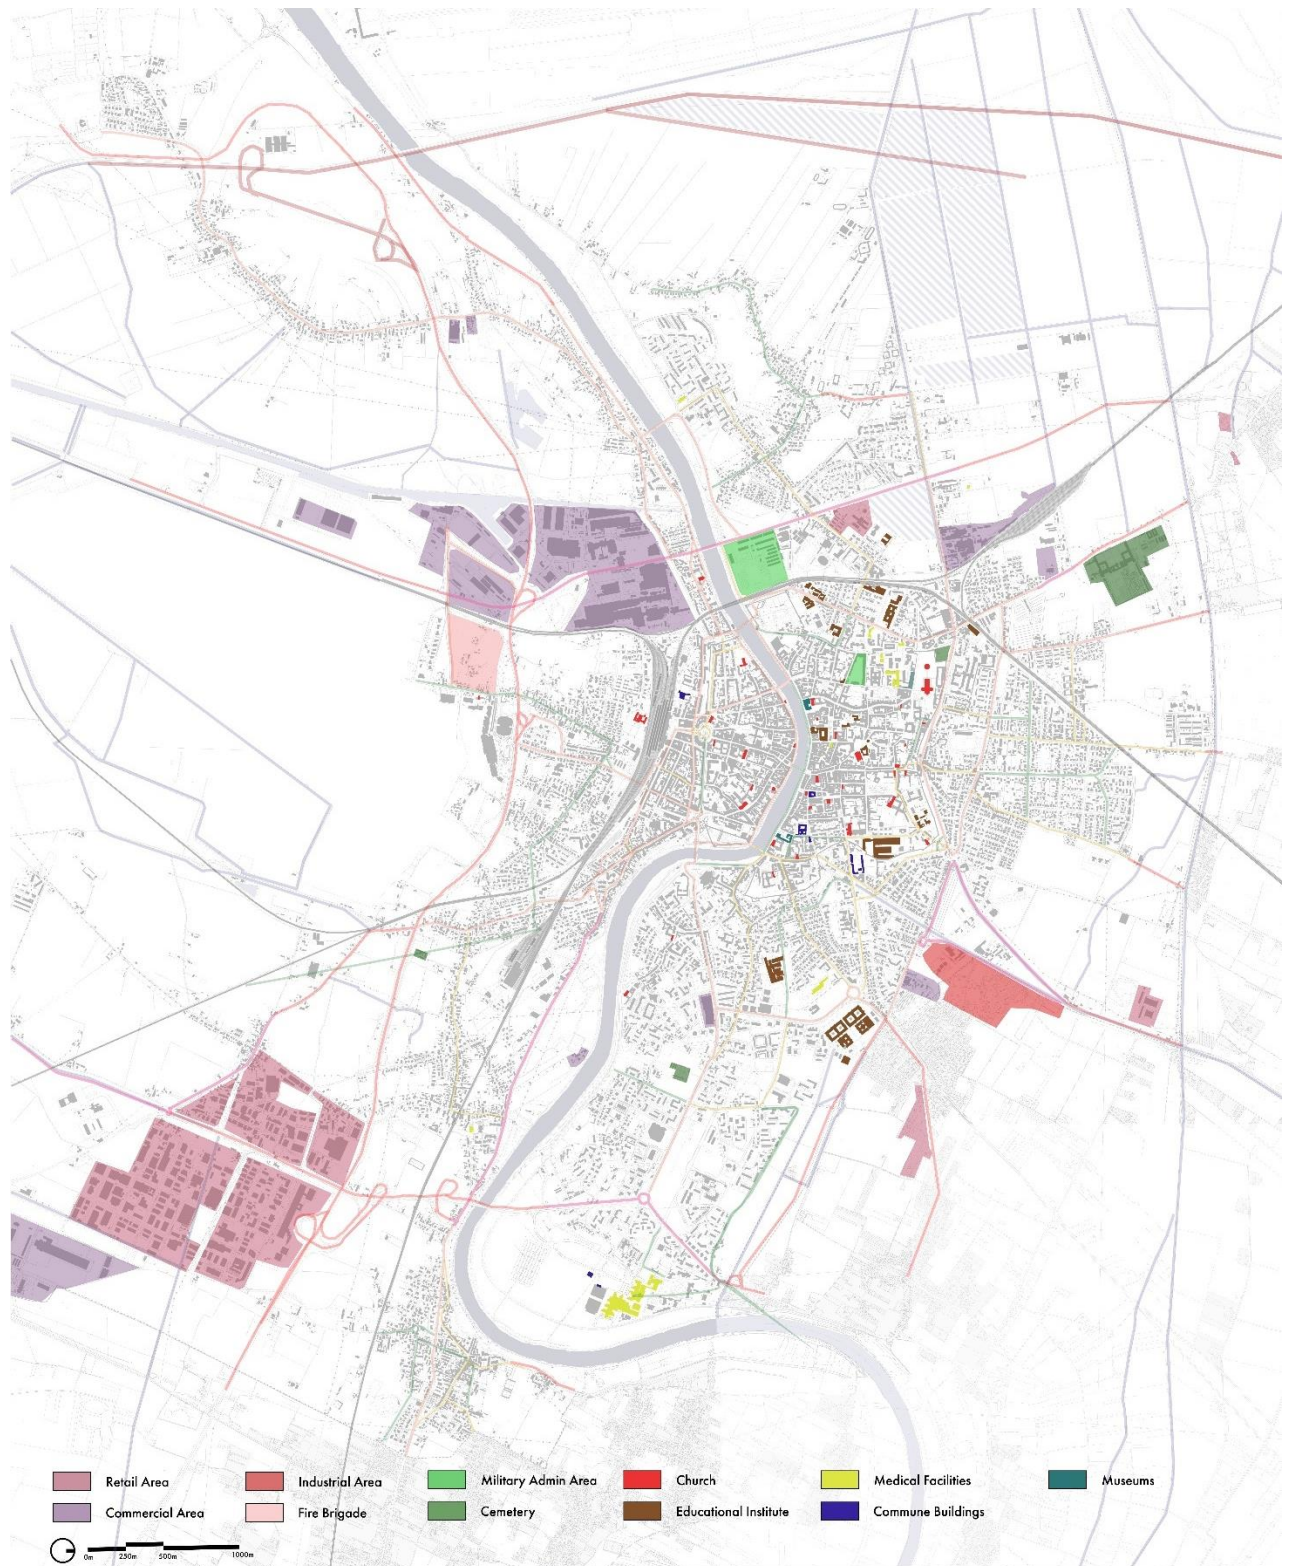 Retail Area Industrial Area Military Admin Area Church Medical Facilities Museums
Commercial Area Fire Brigade Cemetery Educational Institute Commune Buildings
0m 250m 500m 1000m